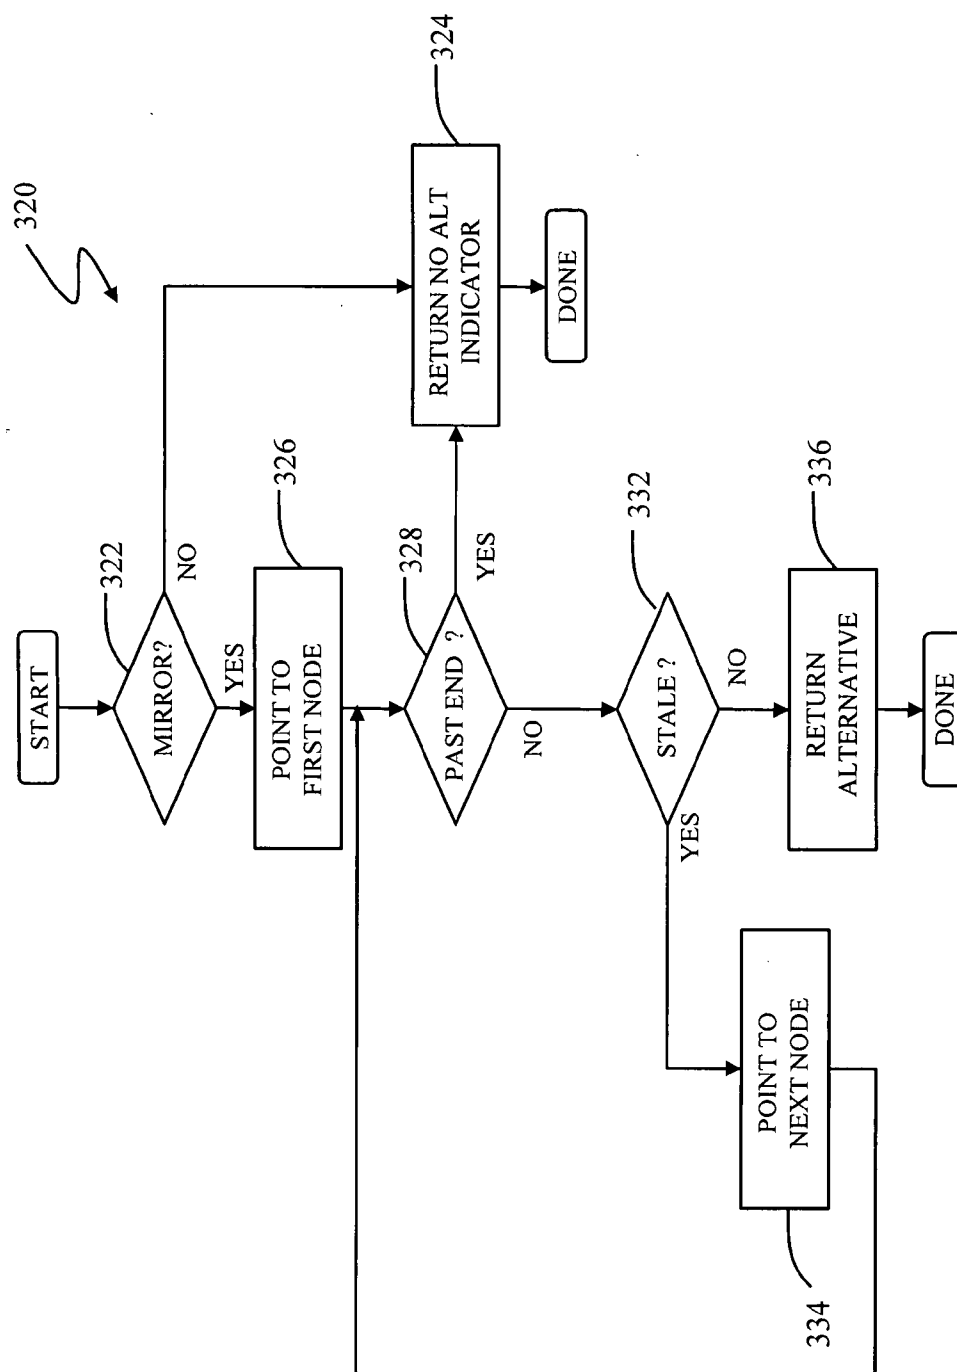 320
START
322
MIRROR?
NO
YES
326
POINT TO
FIRST NODE
324
RETURN NO ALT
INDICATOR
DONE
328
PAST END ?
YES
NO
332
STALE ?
YES
NO
334
POINT TO
NEXT NODE
336
RETURN
ALTERNATIVE
DONE